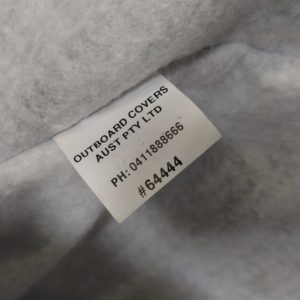 OUTBOARD COVERS
AUST PTY LTD
PH: 0411888666
#64444